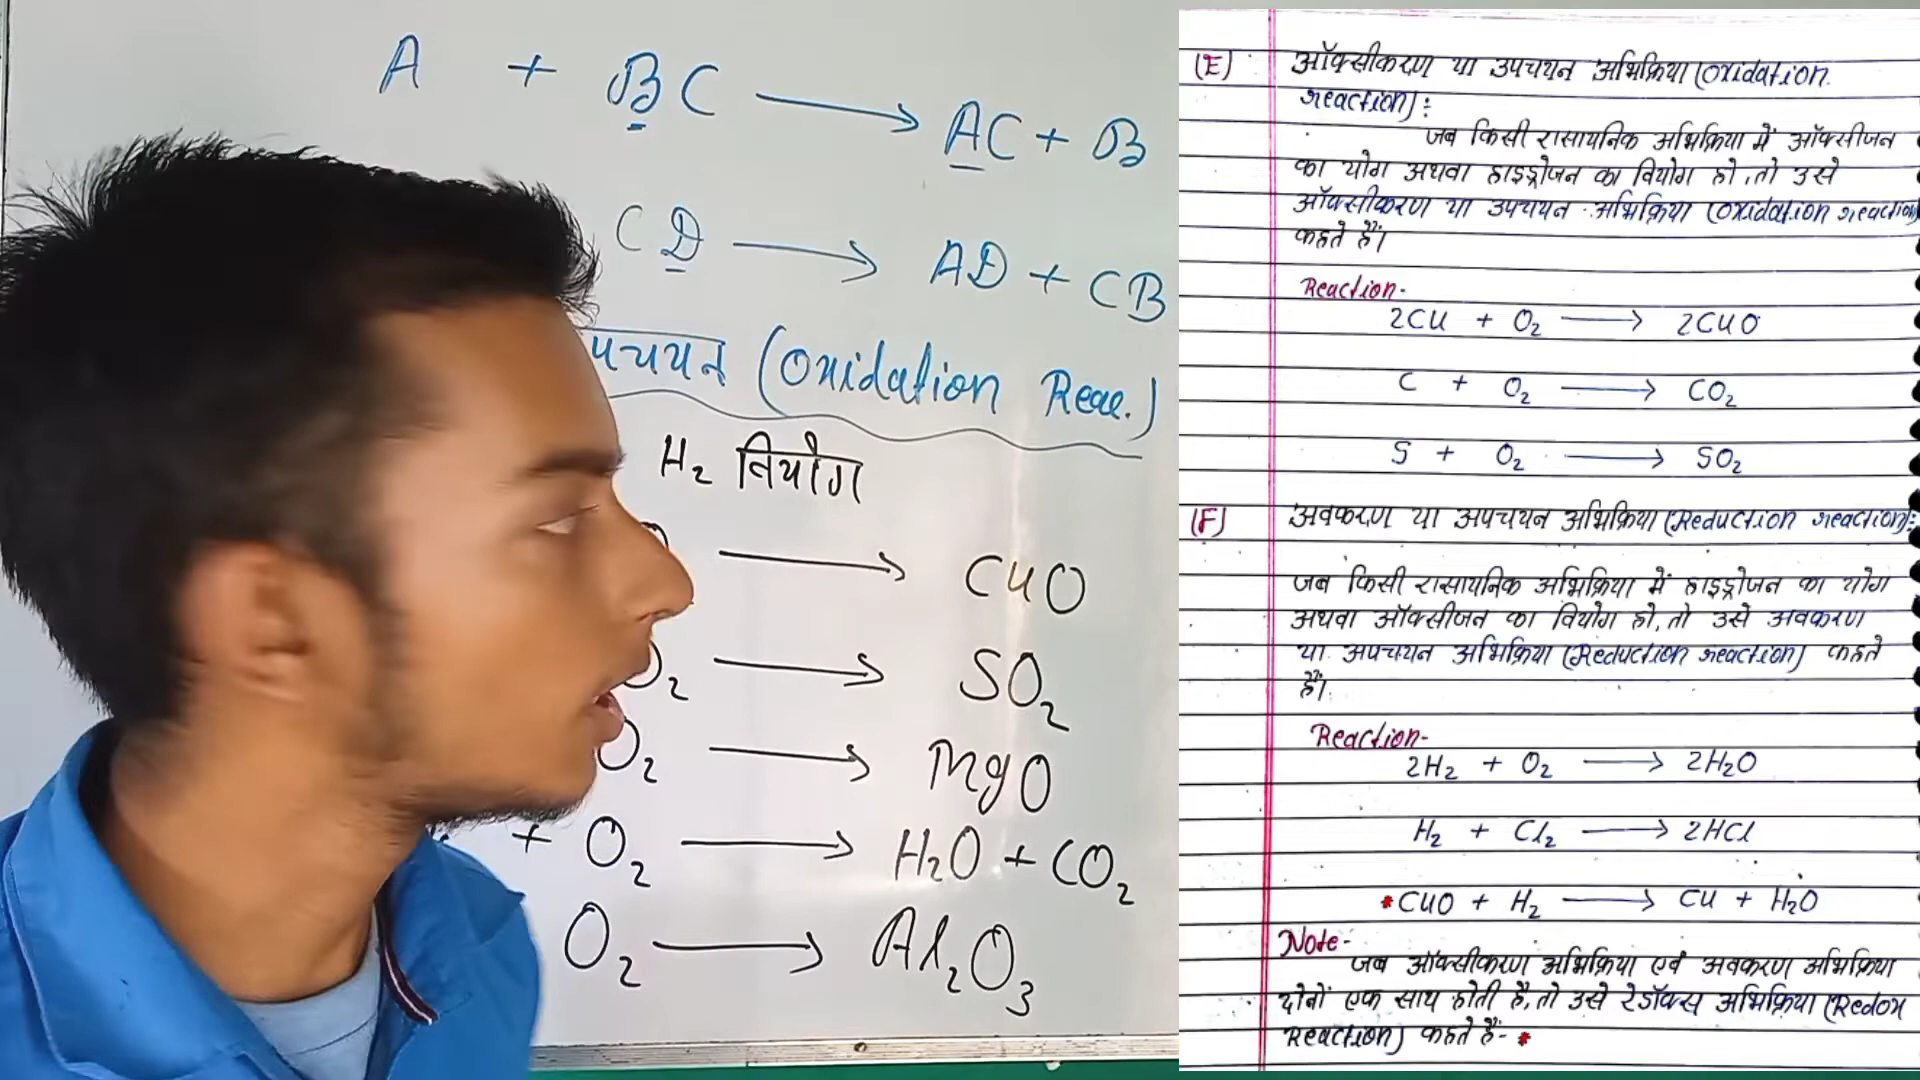 A + BC ⟶ AC + B
CD ⟶ AD + CB
पचयन (Oxidation Reac.)
H₂ वियोग
⟶ CuO
O₂ ⟶ SO₂
O₂ ⟶ MgO
+ O₂ ⟶ H₂O + CO₂
O₂ ⟶ Al₂O₃
(E) ऑक्सीकरण या उपचयन अभिक्रिया (Oxidation
reaction):
जब किसी रासायनिक अभिक्रिया में ऑक्सीजन
का योग अथवा हाइड्रोजन का वियोग हो, तो उसे
ऑक्सीकरण या उपचयन अभिक्रिया (Oxidation reaction)
कहते हैं।
Reaction-
2Cu + O₂ ⟶ 2CuO
C + O₂ ⟶ CO₂
S + O₂ ⟶ SO₂
(F) अवकरण या अपचयन अभिक्रिया (Reduction reaction):
जब किसी रासायनिक अभिक्रिया में हाइड्रोजन का योग
अथवा ऑक्सीजन का वियोग हो, तो उसे अवकरण
या अपचयन अभिक्रिया (Reduction reaction) कहते
हैं।
Reaction-
2H₂ + O₂ ⟶ 2H₂O
H₂ + Cl₂ ⟶ 2HCl
*CuO + H₂ ⟶ Cu + H₂O
Note-
जब ऑक्सीकरण अभिक्रिया एवं अवकरण अभिक्रिया
दोनों एक साथ होती है, तो उसे रेडॉक्स अभिक्रिया (Redox
Reaction) कहते हैं- *